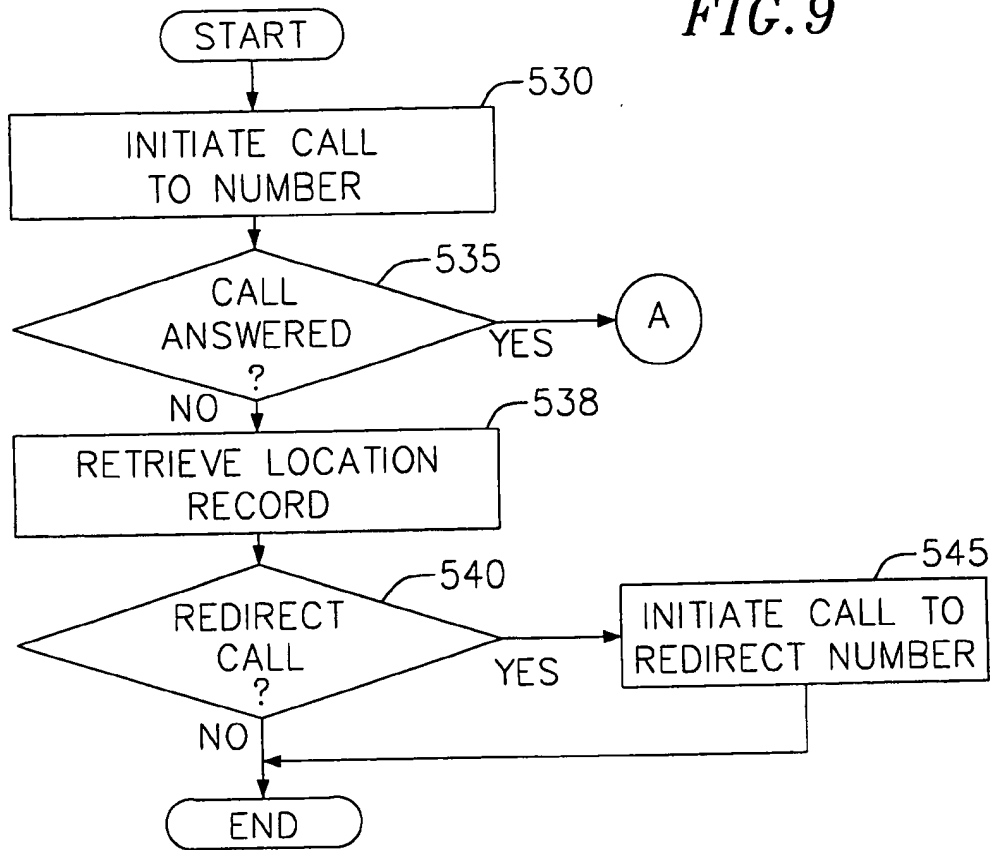 FIG. 9
START
530
INITIATE CALL
TO NUMBER
535
CALL
ANSWERED
?
YES
A
NO
538
RETRIEVE LOCATION
RECORD
540
REDIRECT
CALL
?
YES
545
INITIATE CALL TO
REDIRECT NUMBER
NO
END